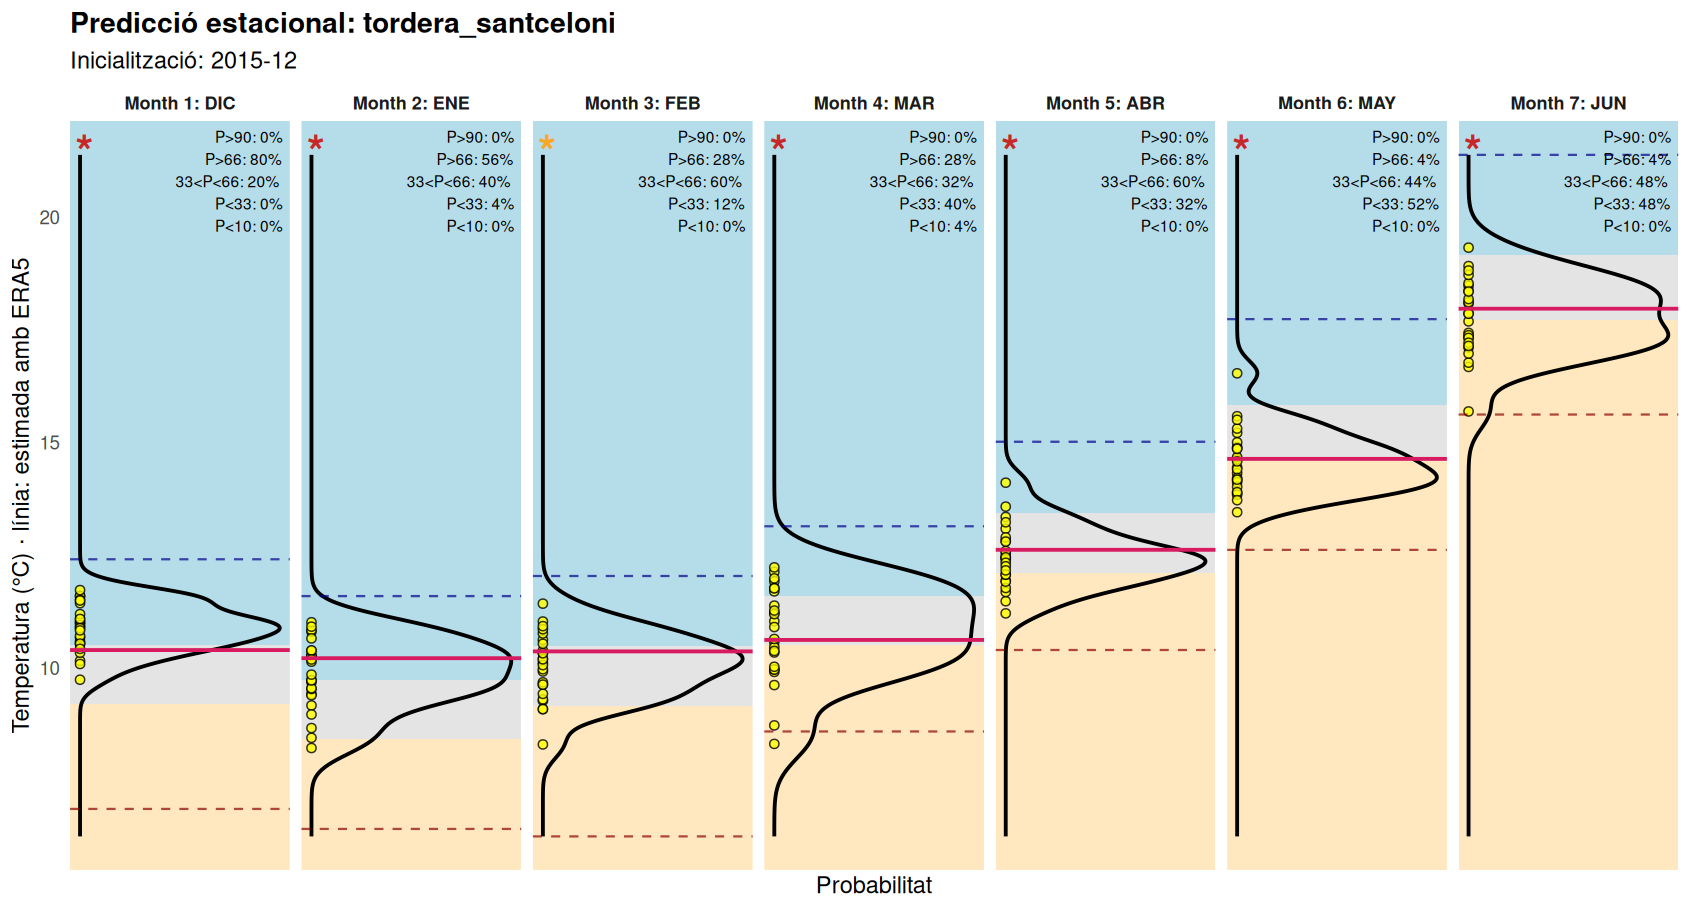 Predicció estacional: tordera_santceloni
Inicialització: 2015-12
Month 1: DIC
Month 2: ENE
Month 3: FEB
Month 4: MAR
Month 5: ABR
Month 6: MAY
Month 7: JUN
*
P>90: 0%
P>66: 80%
33<P<66: 20%
P<33: 0%
P<10: 0%
*
P>90: 0%
P>66: 56%
33<P<66: 40%
P<33: 4%
P<10: 0%
*
P>90: 0%
P>66: 28%
33<P<66: 60%
P<33: 12%
P<10: 0%
*
P>90: 0%
P>66: 28%
33<P<66: 32%
P<33: 40%
P<10: 4%
*
P>90: 0%
P>66: 8%
33<P<66: 60%
P<33: 32%
P<10: 0%
*
P>90: 0%
P>66: 4%
33<P<66: 44%
P<33: 52%
P<10: 0%
*
P>90: 0%
P>66: 4%
33<P<66: 48%
P<33: 48%
P<10: 0%
20
15
10
Temperatura (°C) · línia: estimada amb ERA5
Probabilitat